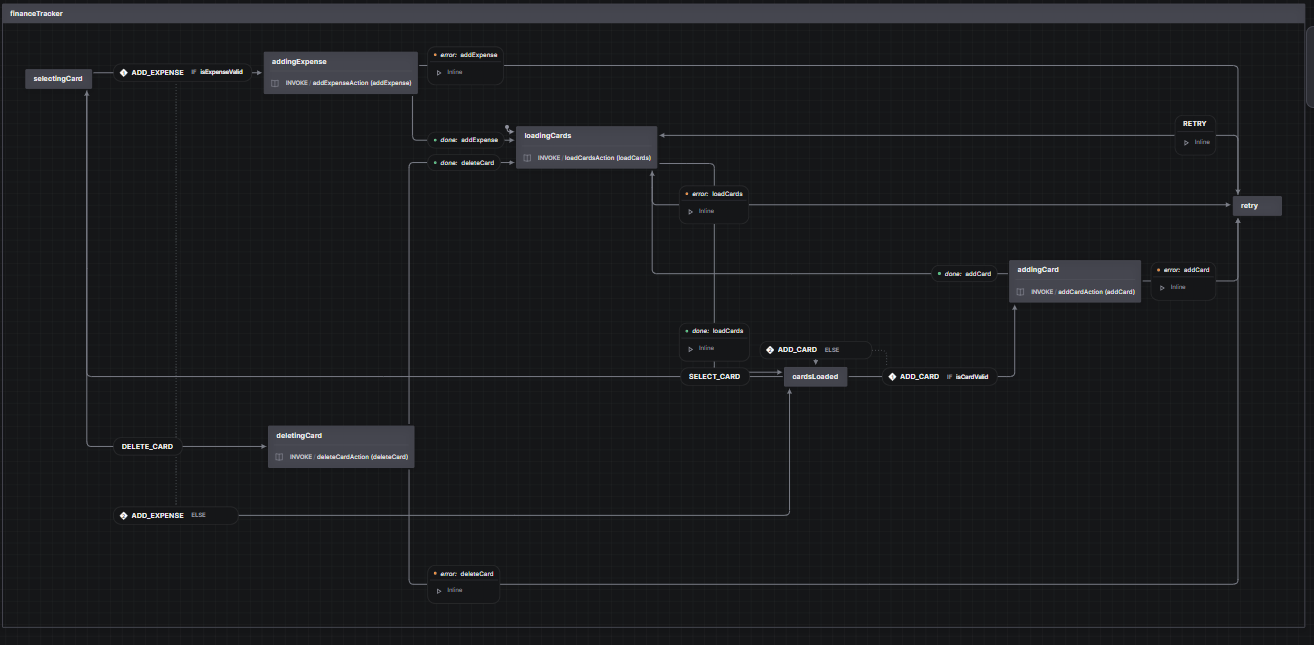 financeTracker
selectingCard
ADD_EXPENSE IF isExpenseValid
addingExpense
INVOKE / addExpenseAction (addExpense)
error: addExpense
Inline
done: addExpense
done: deleteCard
loadingCards
INVOKE / loadCardsAction (loadCards)
RETRY
Inline
error: loadCards
Inline
retry
done: addCard
addingCard
INVOKE / addCardAction (addCard)
error: addCard
Inline
done: loadCards
Inline
ADD_CARD ELSE
SELECT_CARD
cardsLoaded
ADD_CARD IF isCardValid
DELETE_CARD
deletingCard
INVOKE / deleteCardAction (deleteCard)
ADD_EXPENSE ELSE
error: deleteCard
Inline